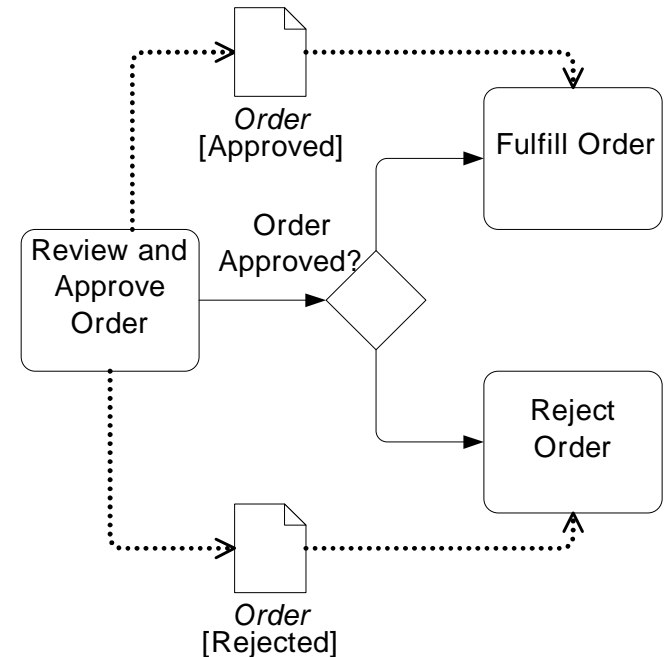 Order
[Approved]
Fulfill Order
Order
Approved?
Review and
Approve
Order
Reject
Order
Order
[Rejected]